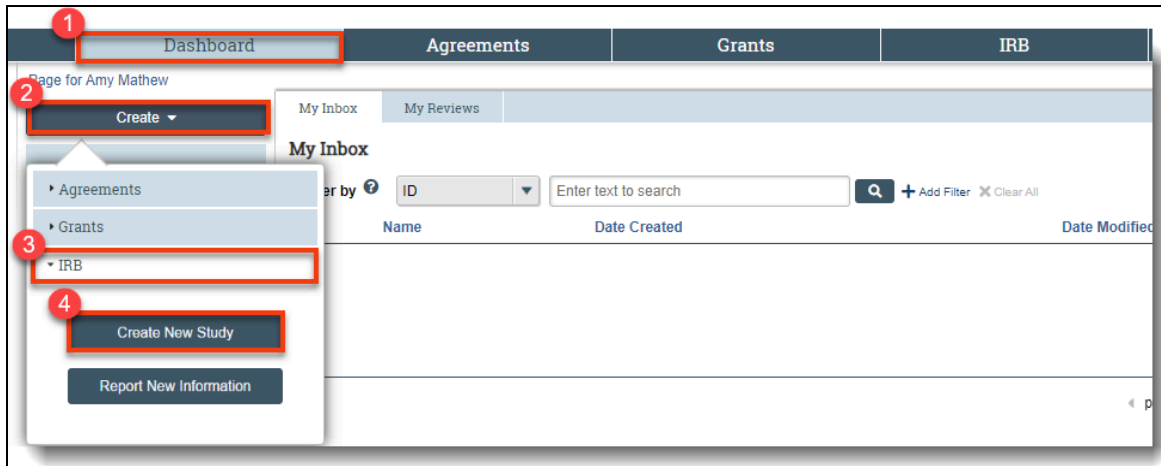 1
Dashboard Agreements Grants IRB
Page for Amy Mathew
2
Create
My Inbox My Reviews
My Inbox
Agreements
er by ? ID Enter text to search Add Filter Clear All
Grants
Name Date Created Date Modified
3
IRB
4
Create New Study
Report New Information
p